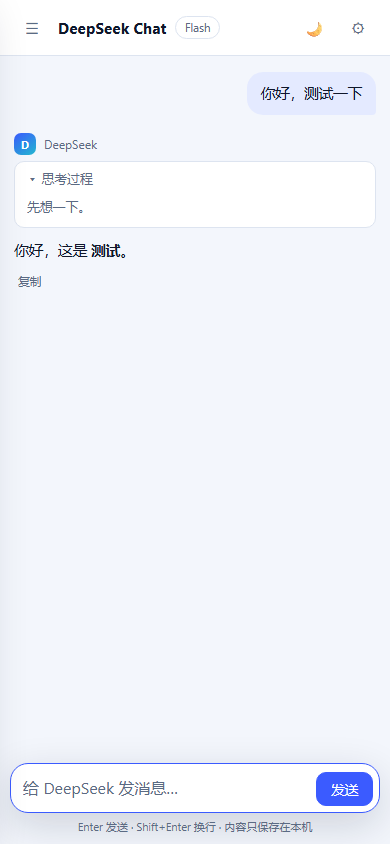 ☰ DeepSeek Chat Flash 🌙 ⚙
你好，测试一下
D DeepSeek
▾ 思考过程
先想一下。
你好，这是 测试。
复制
给 DeepSeek 发消息...
发送
Enter 发送 · Shift+Enter 换行 · 内容只保存在本机